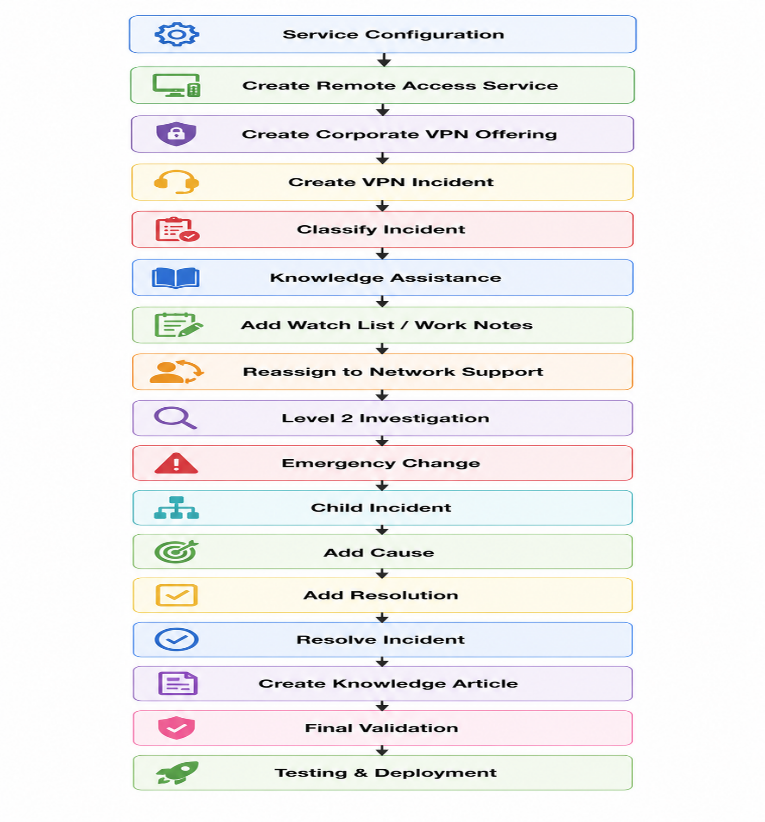 Service Configuration
Create Remote Access Service
Create Corporate VPN Offering
Create VPN Incident
Classify Incident
Knowledge Assistance
Add Watch List / Work Notes
Reassign to Network Support
Level 2 Investigation
Emergency Change
Child Incident
Add Cause
Add Resolution
Resolve Incident
Create Knowledge Article
Final Validation
Testing & Deployment